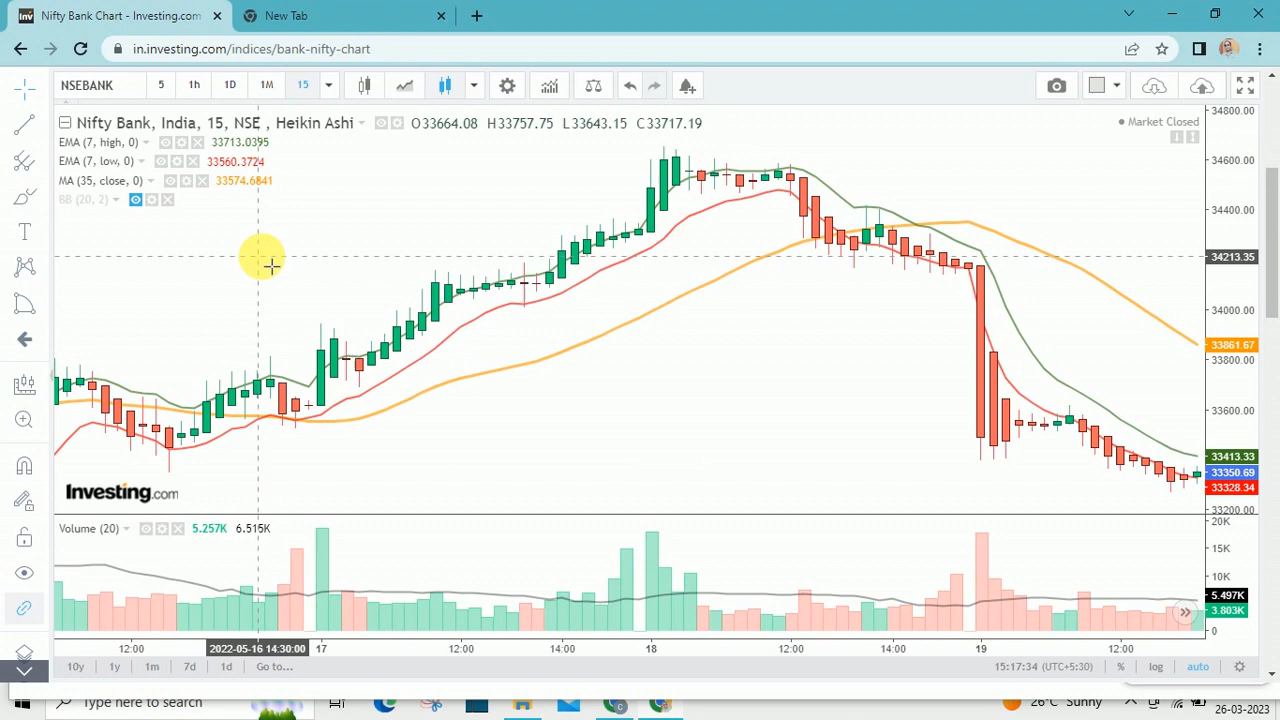 Nifty Bank Chart - Investing.com
New Tab
in.investing.com/indices/bank-nifty-chart
NSEBANK 5 1h 1D 1M 15
Nifty Bank, India, 15, NSE , Heikin Ashi O33664.08 H33757.75 L33643.15 C33717.19
Market Closed
EMA (7, high, 0) 33713.0395
EMA (7, low, 0) 33560.3724
MA (35, close, 0) 33574.6841
BB (20, 2)
34800.00
34600.00
34400.00
34213.35
34000.00
33861.67
33800.00
33600.00
33413.33
33350.69
33328.34
33200.00
Investing.com
Volume (20) 5.257K 6.515K
20K
15K
10K
5.497K
3.803K
0
12:00 2022-05-16 14:30:00 17 12:00 14:00 18 12:00 14:00 19 12:00
10y 1y 1m 7d 1d Go to... 15:17:34 (UTC+5:30) % log auto
Type here to search
26°C Sunny
26-03-2023